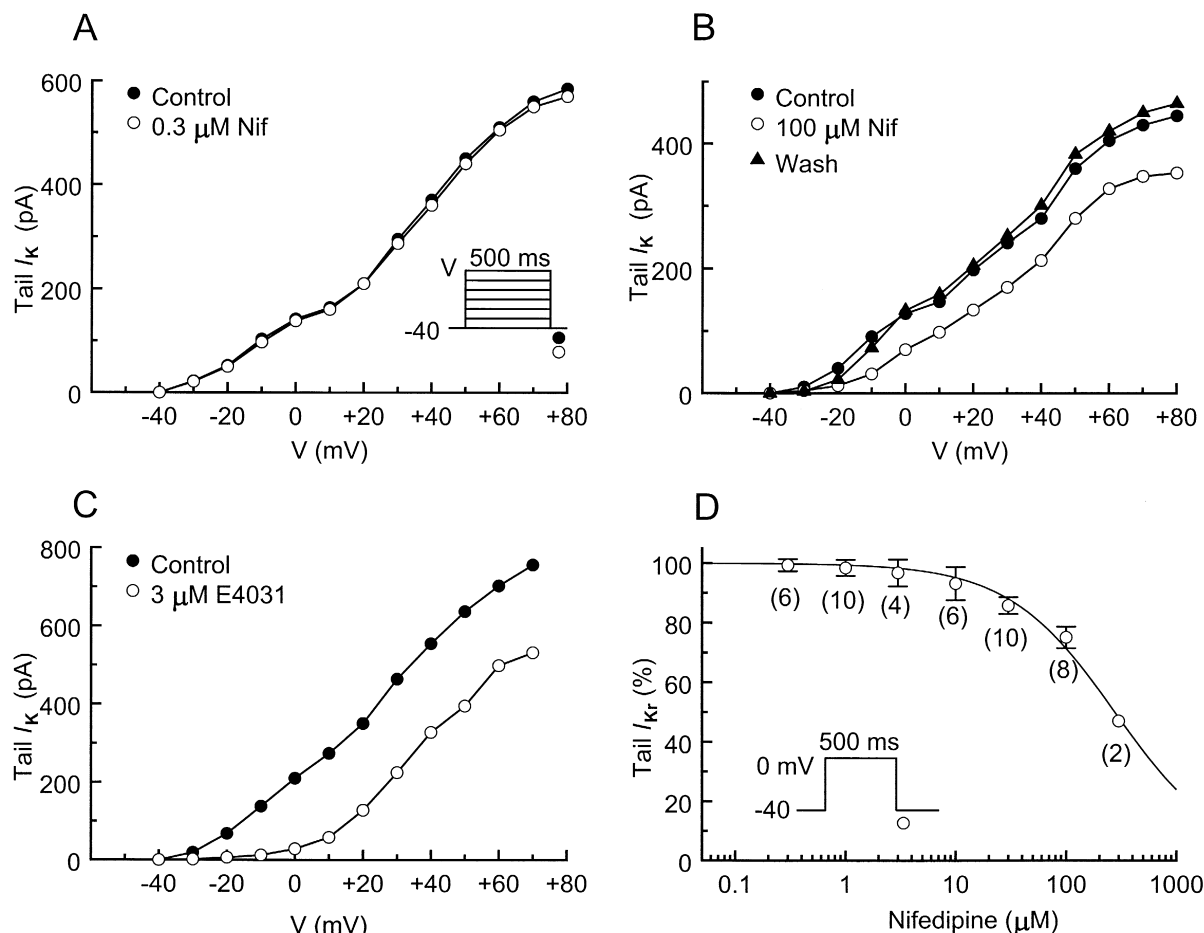 A
600
400
200
0
Tail IK (pA)
Control
0.3 μM Nif
V 500 ms
-40
-40 -20 0 +20 +40 +60 +80
V (mV)
B
400
200
0
Tail IK (pA)
Control
100 μM Nif
Wash
-40 -20 0 +20 +40 +60 +80
V (mV)
C
800
600
400
200
0
Tail IK (pA)
Control
3 μM E4031
-40 -20 0 +20 +40 +60 +80
V (mV)
D
100
80
60
40
20
0
Tail IKr (%)
(6) (10) (4) (6) (10) (8) (2)
500 ms
0 mV
-40
0.1 1 10 100 1000
Nifedipine (μM)